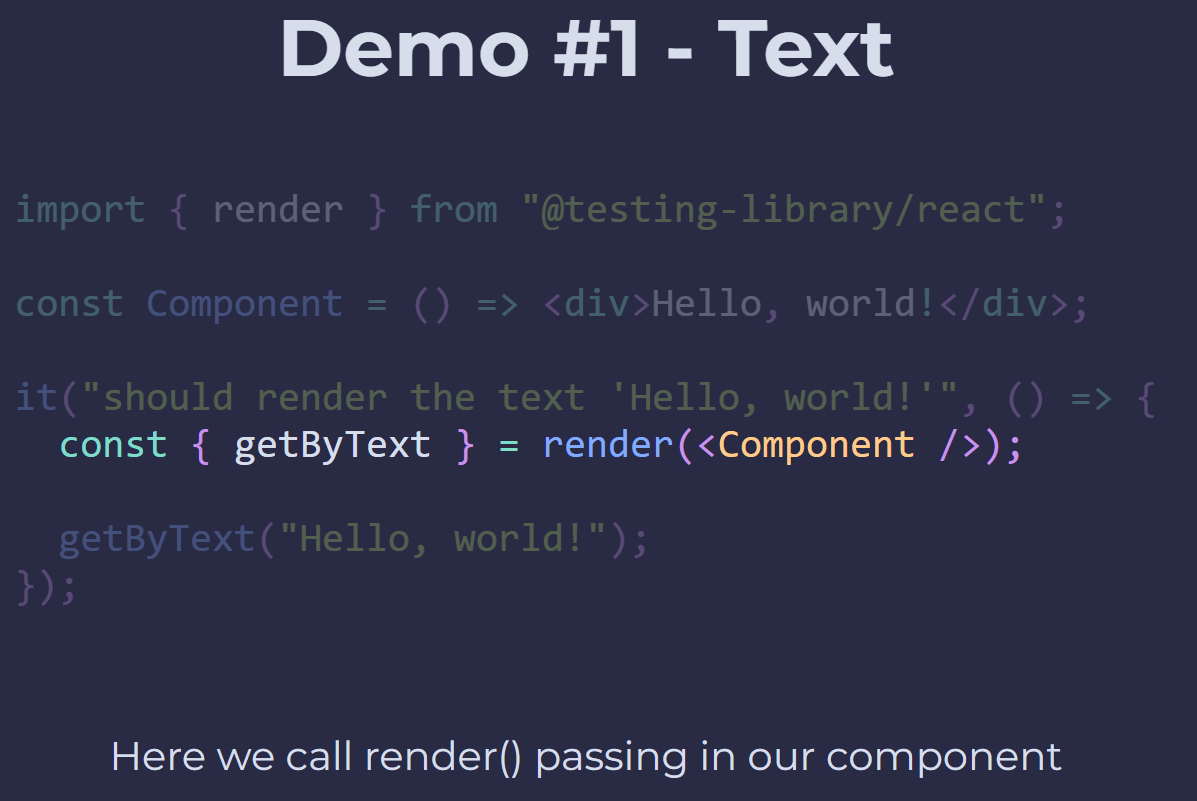 Demo #1 - Text
import { render } from "@testing-library/react";
const Component = () => <div>Hello, world!</div>;
it("should render the text 'Hello, world!'", () => {
  const { getByText } = render(<Component />);
  getByText("Hello, world!");
});
Here we call render() passing in our component